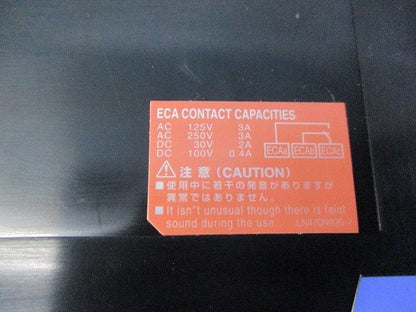 ECA CONTACT CAPACITIES
AC 125V 3A
AC 250V 3A
DC 30V 2A
DC 100V 0.4A
ECAa ECAb ECAc
⚠ 注意 (CAUTION)
■使用中に若干の発音がありますが
異常ではありません。
■It isn't unusual though there is faint
sound during the use.